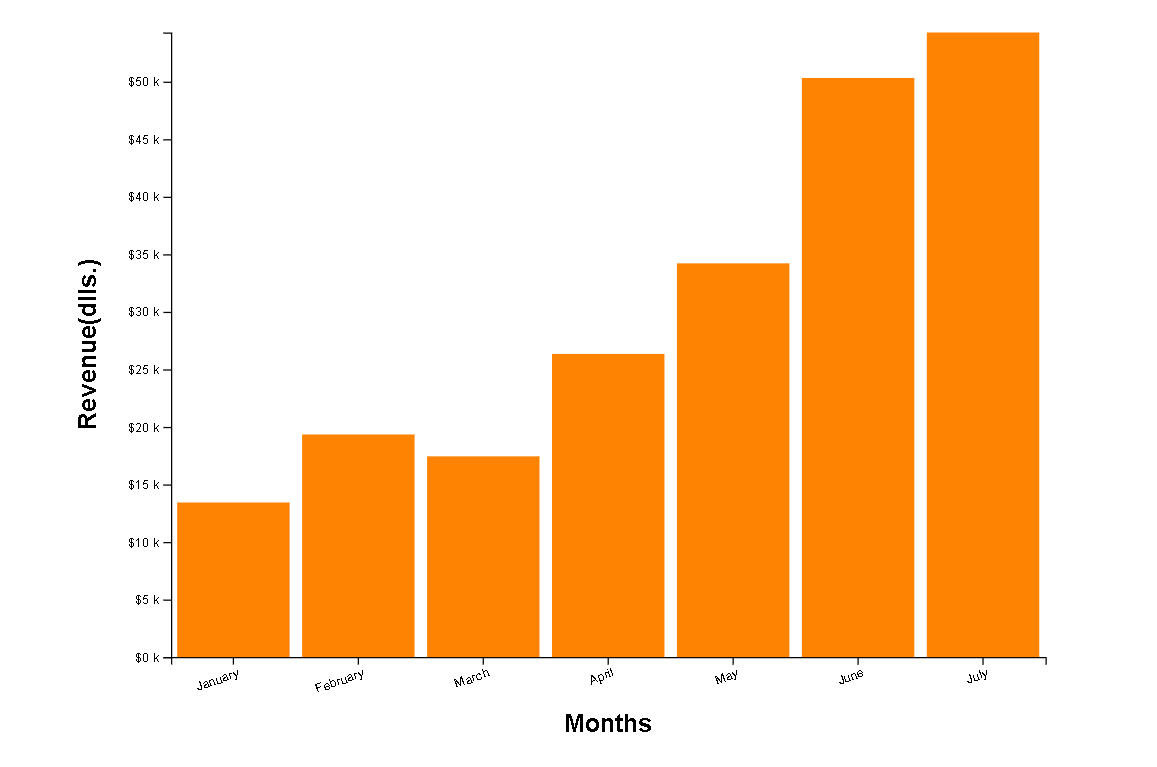 $50 k
$45 k
$40 k
$35 k
$30 k
$25 k
$20 k
$15 k
$10 k
$5 k
$0 k
Revenue(dlls.)
January
February
March
April
May
June
July
Months